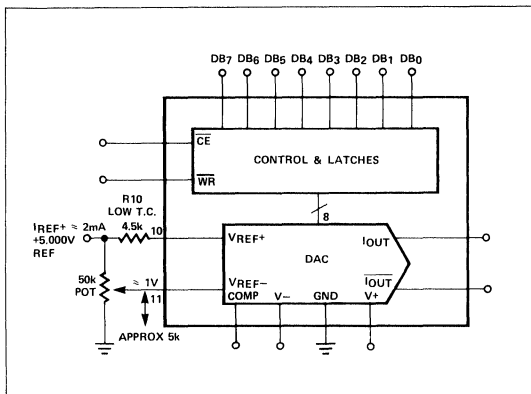 DB7 DB6 DB5 DB4 DB3 DB2 DB1 DB0
CE
CONTROL & LATCHES
WR
R10
LOW T.C.
8
IREF+ ≈ 2mA
4.5k
10
+5.000V
REF
VREF+
IOUT
DAC
50k
POT
≈ 1V
11
VREF−
COMP
V−
GND
IOUT
V+
APPROX 5k